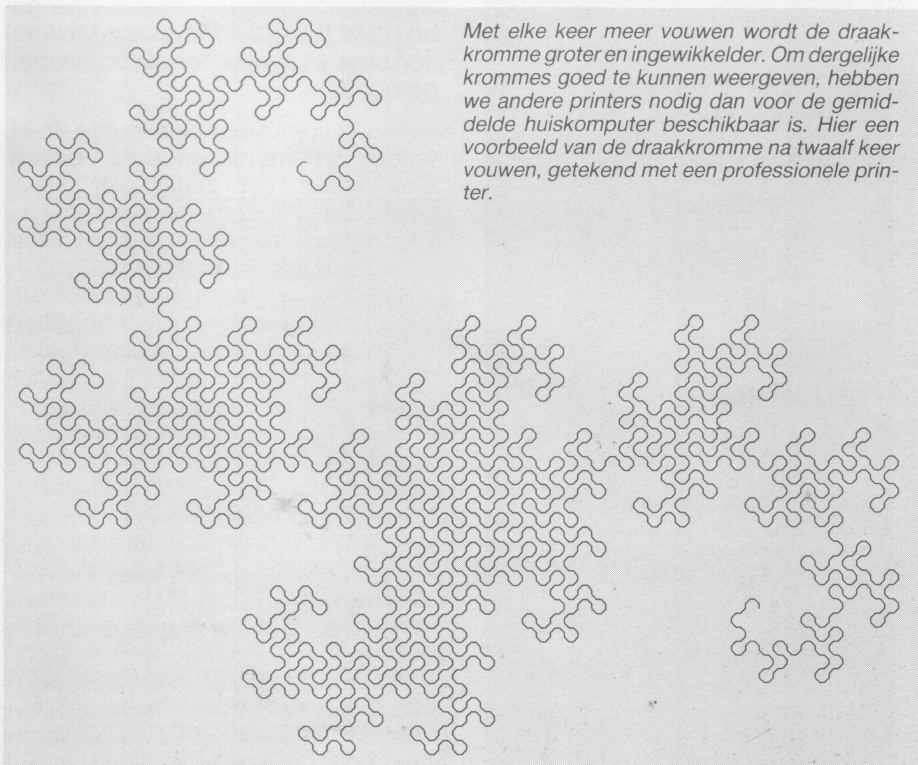 Met elke keer meer vouwen wordt de draak-
kromme groter en ingewikkelder. Om dergelijke
krommes goed te kunnen weergeven, hebben
we andere printers nodig dan voor de gemid-
delde huiskomputer beschikbaar is. Hier een
voorbeeld van de draakkromme na twaalf keer
vouwen, getekend met een professionele prin-
ter.